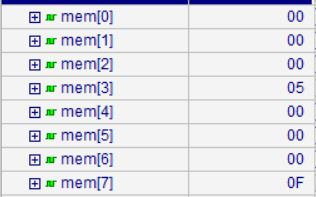 mem[0] 00
mem[1] 00
mem[2] 00
mem[3] 05
mem[4] 00
mem[5] 00
mem[6] 00
mem[7] 0F